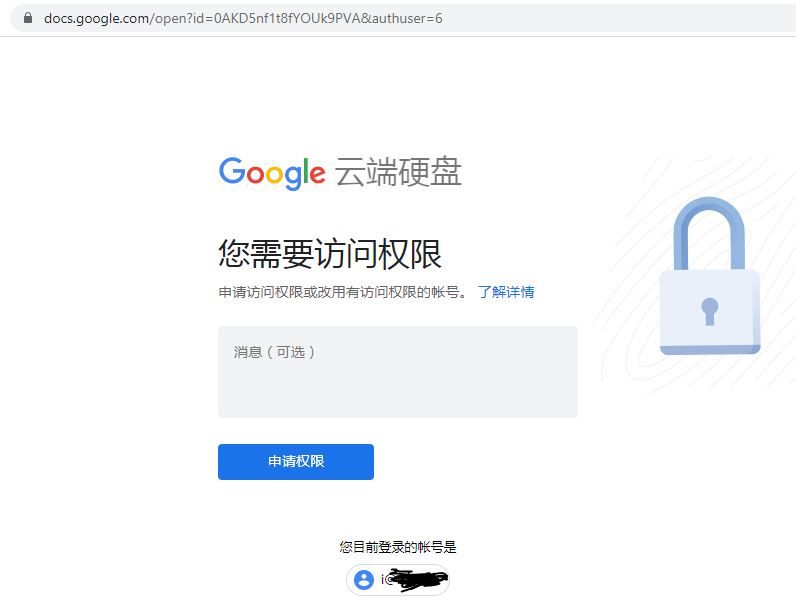 docs.google.com/open?id=0AKD5nf1t8fYOUk9PVA&authuser=6
Google 云端硬盘
您需要访问权限
申请访问权限或改用有访问权限的帐号。 了解详情
消息（可选）
申请权限
您目前登录的帐号是
i@